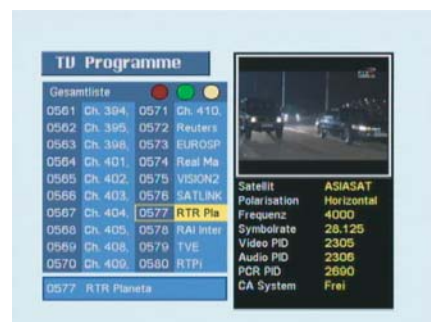 TV Programme
Gesamtliste
0561 Ch. 394, 0571 Ch. 410,
0562 Ch. 395, 0572 Reuters
0563 Ch. 398, 0573 EUROSP
0564 Ch. 401, 0574 Real Ma
0565 Ch. 402, 0575 VISION2
0566 Ch. 403, 0576 SATLINK
0567 Ch. 404, 0577 RTR Pla
0568 Ch. 405, 0578 RAI Inter
0569 Ch. 408, 0579 TVE
0570 Ch. 409, 0580 RTPi
0577 RTR Planeta
Satellit ASIASAT
Polarisation Horizontal
Frequenz 4000
Symbolrate 28.125
Video PID 2305
Audio PID 2306
PCR PID 2690
CA System Frei